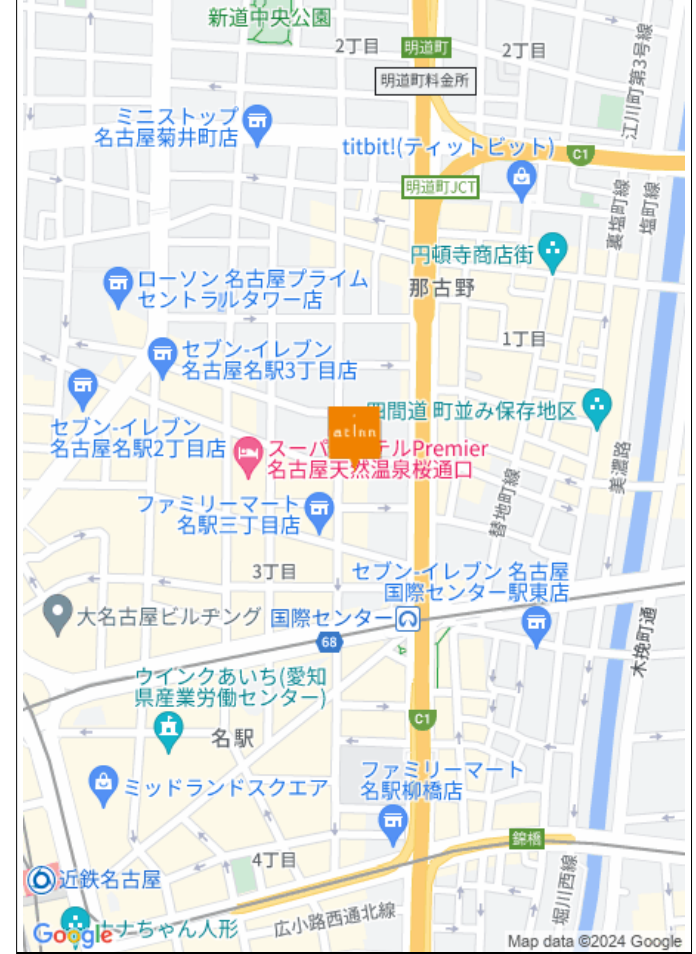 新道中央公園
2丁目
明道町
2丁目
明道町料金所
江川町第3号線
ミニストップ
名古屋菊井町店
titbit!(ティットビット)
C1
明道町JCT
裏塩町線
塩町線
円頓寺商店街
ローソン 名古屋プライム
セントラルタワー店
那古野
1丁目
セブン-イレブン
名古屋名駅3丁目店
四間道 町並み保存地区
at inn
セブン-イレブン
名古屋名駅2丁目店
スーパ
テルPremier
名古屋天然温泉桜通口
美濃路
替地町線
ファミリーマート
名駅三丁目店
3丁目
セブン-イレブン 名古屋
国際センター駅東店
大名古屋ビルヂング
国際センター
68
木挽町通
ウインクあいち(愛知
県産業労働センター)
C1
名駅
ファミリーマート
名駅柳橋店
ミッドランドスクエア
錦橋
4丁目
近鉄名古屋
堀川西線
広小路西通北線
ナナちゃん人形
Google
Map data ©2024 Google